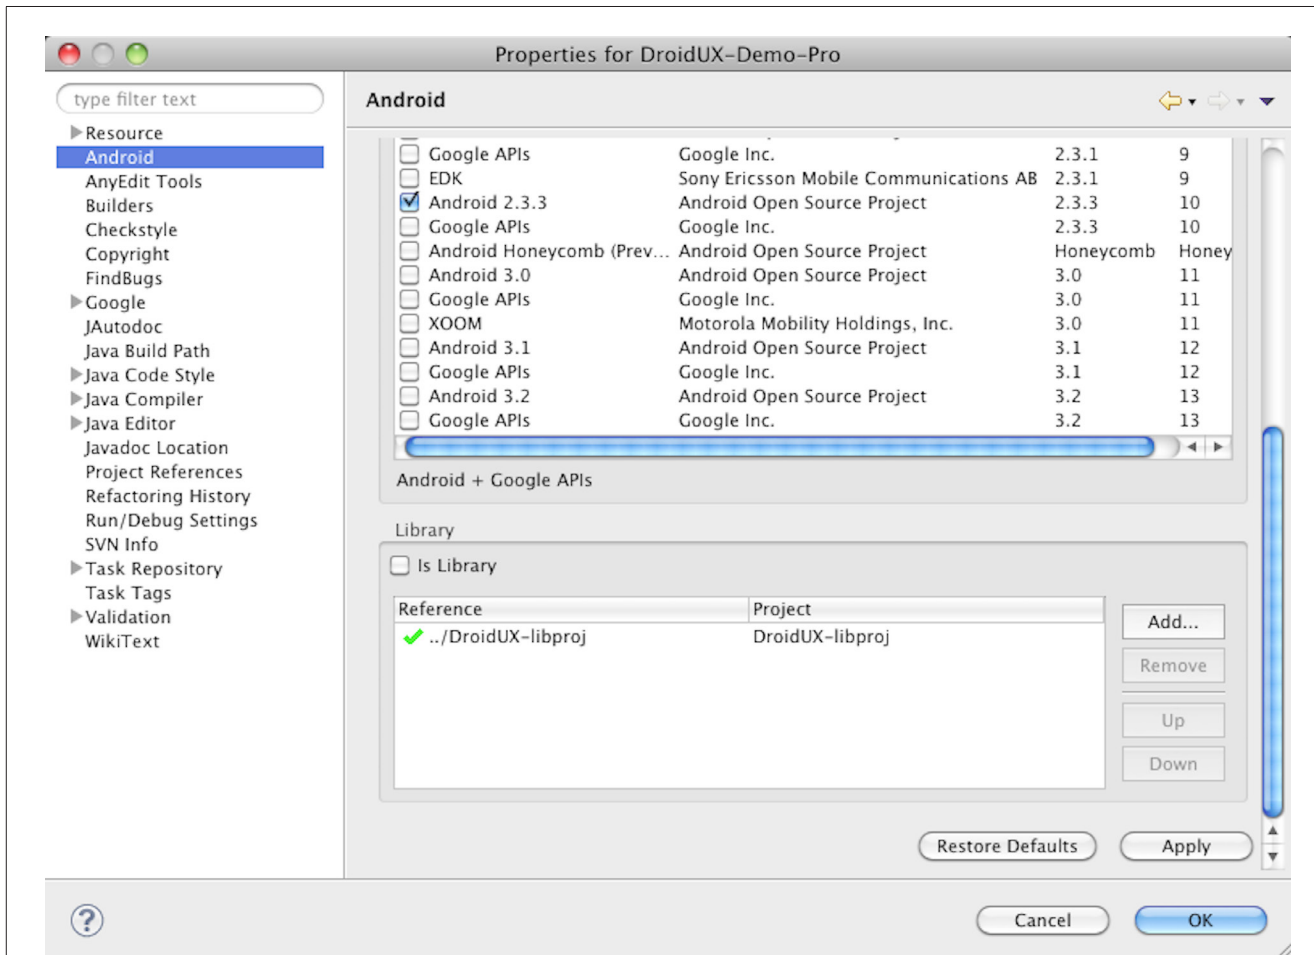 Properties for DroidUX-Demo-Pro
type filter text
Resource
Android
AnyEdit Tools
Builders
Checkstyle
Copyright
FindBugs
Google
JAutodoc
Java Build Path
Java Code Style
Java Compiler
Java Editor
Javadoc Location
Project References
Refactoring History
Run/Debug Settings
SVN Info
Task Repository
Task Tags
Validation
WikiText
Android
Google APIs Google Inc. 2.3.1 9
EDK Sony Ericsson Mobile Communications AB 2.3.1 9
Android 2.3.3 Android Open Source Project 2.3.3 10
Google APIs Google Inc. 2.3.3 10
Android Honeycomb (Prev... Android Open Source Project Honeycomb Honey
Android 3.0 Android Open Source Project 3.0 11
Google APIs Google Inc. 3.0 11
XOOM Motorola Mobility Holdings, Inc. 3.0 11
Android 3.1 Android Open Source Project 3.1 12
Google APIs Google Inc. 3.1 12
Android 3.2 Android Open Source Project 3.2 13
Google APIs Google Inc. 3.2 13
Android + Google APIs
Library
Is Library
Reference Project
../DroidUX-libproj DroidUX-libproj
Add...
Remove
Up
Down
Restore Defaults Apply
? Cancel OK